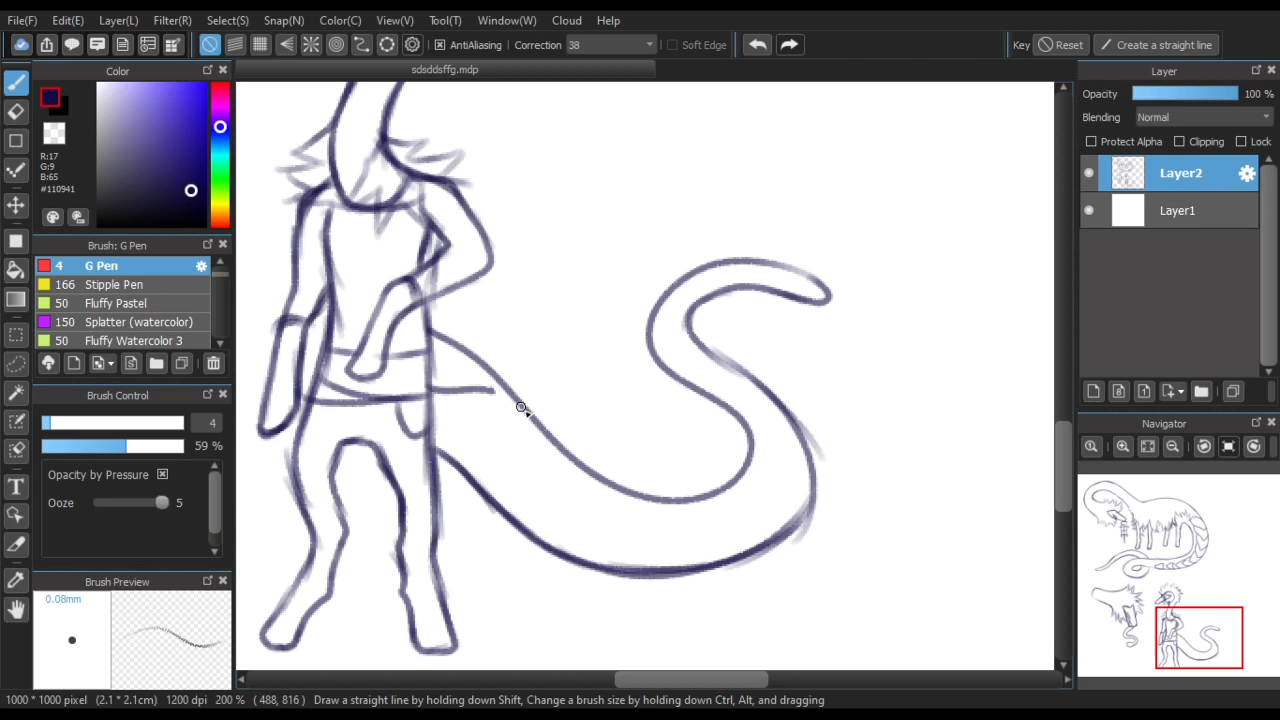 File(F) Edit(E) Layer(L) Filter(R) Select(S) Snap(N) Color(C) View(V) Tool(T) Window(W) Cloud Help
AntiAliasing Correction 38 Soft Edge Key Reset Create a straight line
Color
sdsddsffg.mdp
Layer
Opacity 100 %
Blending Normal
Protect Alpha Clipping Lock
R:17
G:9
B:65
#110941
Layer2
Layer1
Brush: G Pen
4 G Pen
166 Stipple Pen
50 Fluffy Pastel
150 Splatter (watercolor)
50 Fluffy Watercolor 3
Brush Control
4
59 %
Opacity by Pressure
Ooze 5
Navigator
Brush Preview
0.08mm
T
1000 * 1000 pixel (2.1 * 2.1cm) 1200 dpi 200 % ( 488, 816 ) Draw a straight line by holding down Shift, Change a brush size by holding down Ctrl, Alt, and dragging